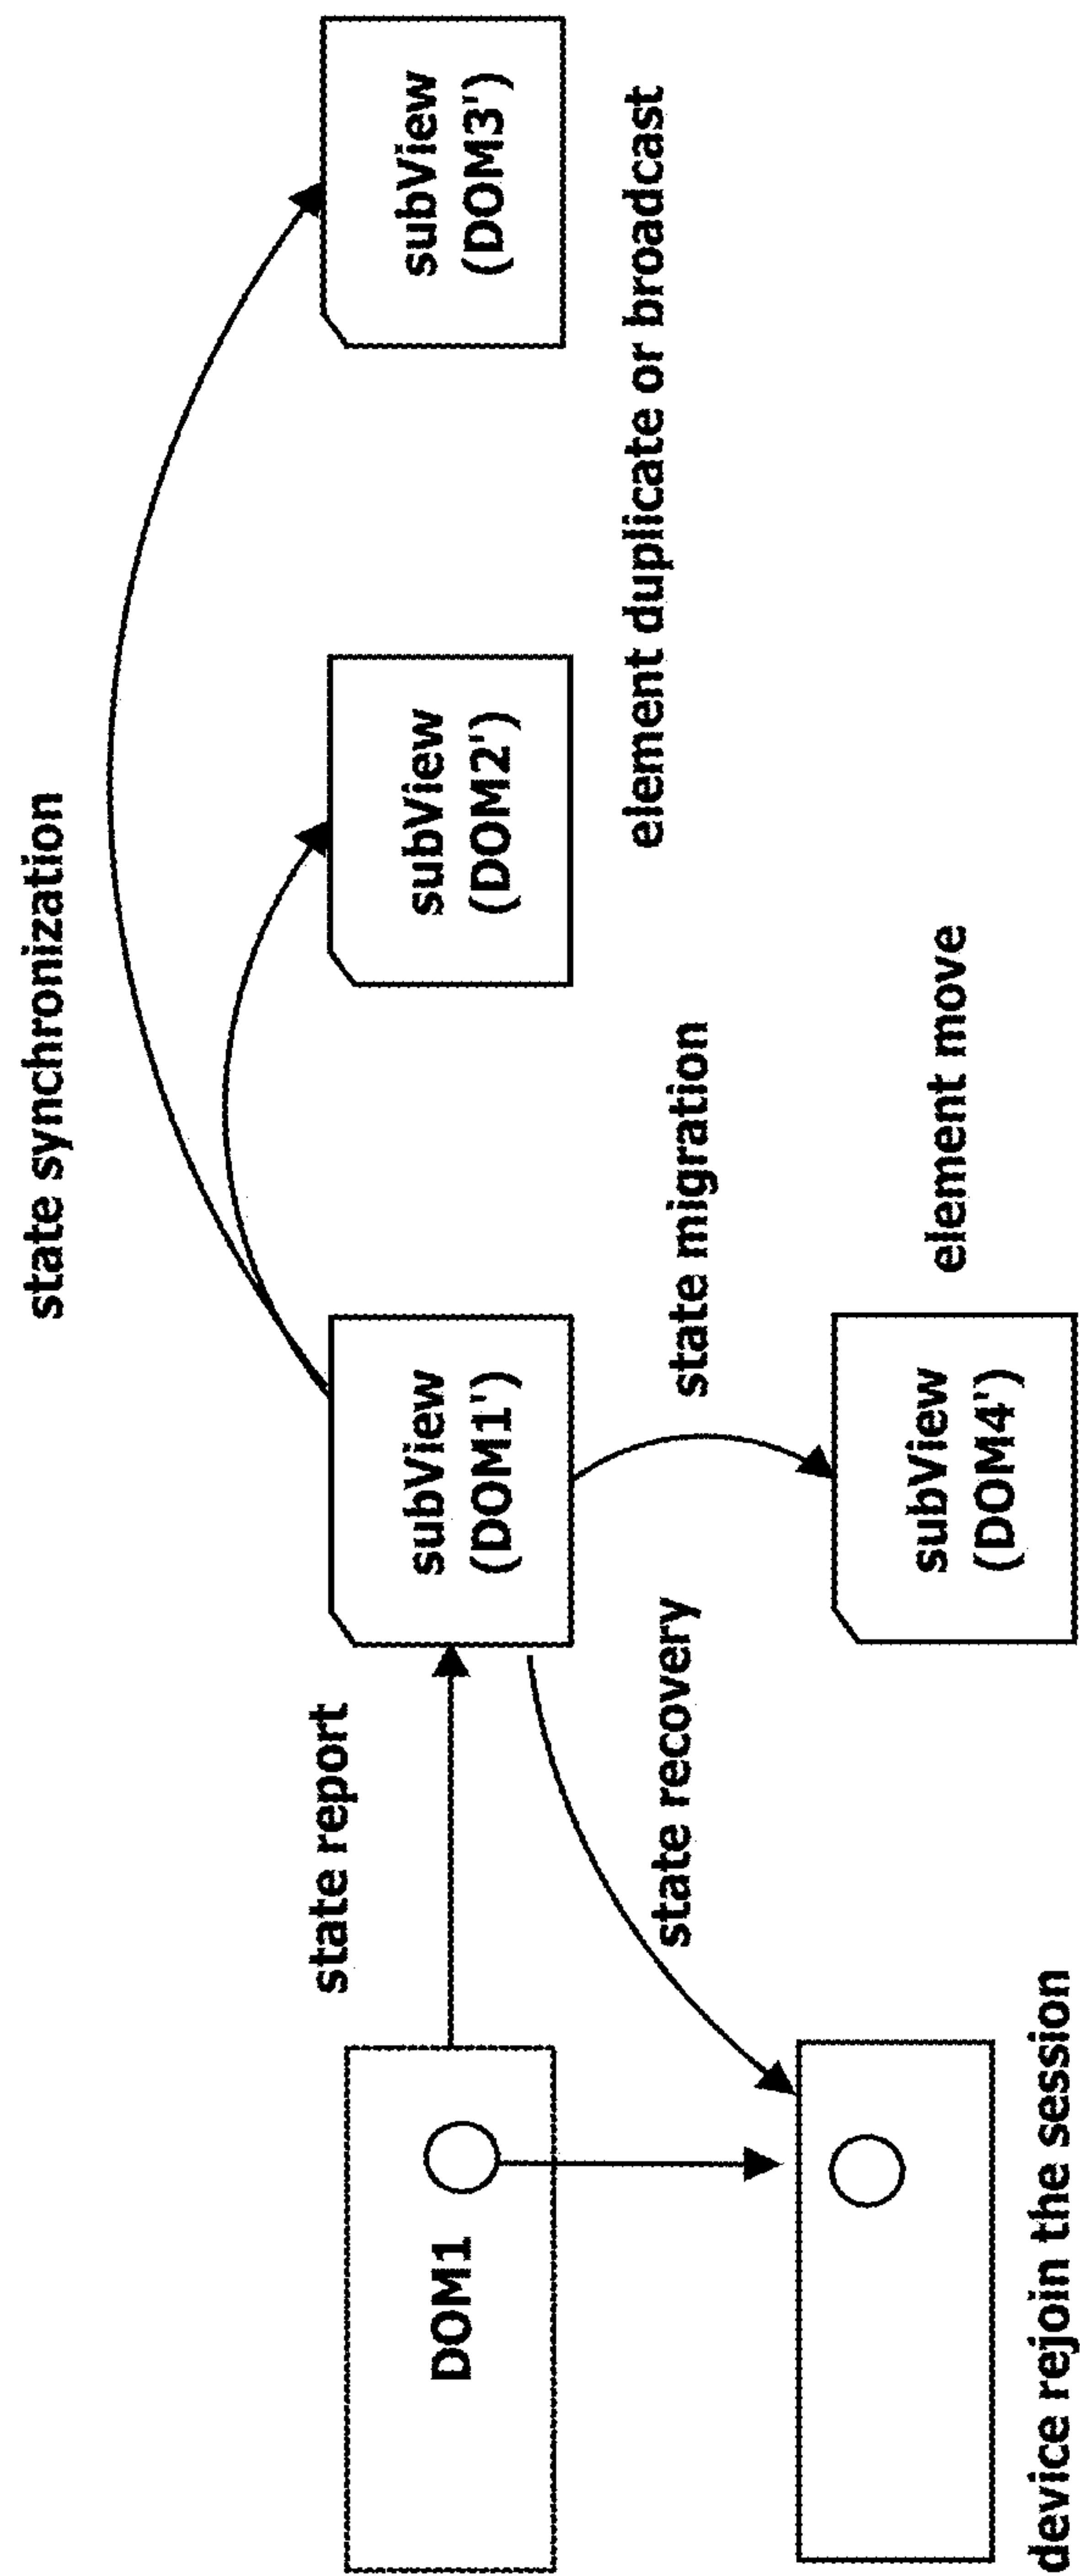 state synchronization
state report
DOM1
subView
(DOM1')
subView
(DOM2')
subView
(DOM3')
state recovery
state migration
element duplicate or broadcast
subView
(DOM4')
element move
device rejoin the session